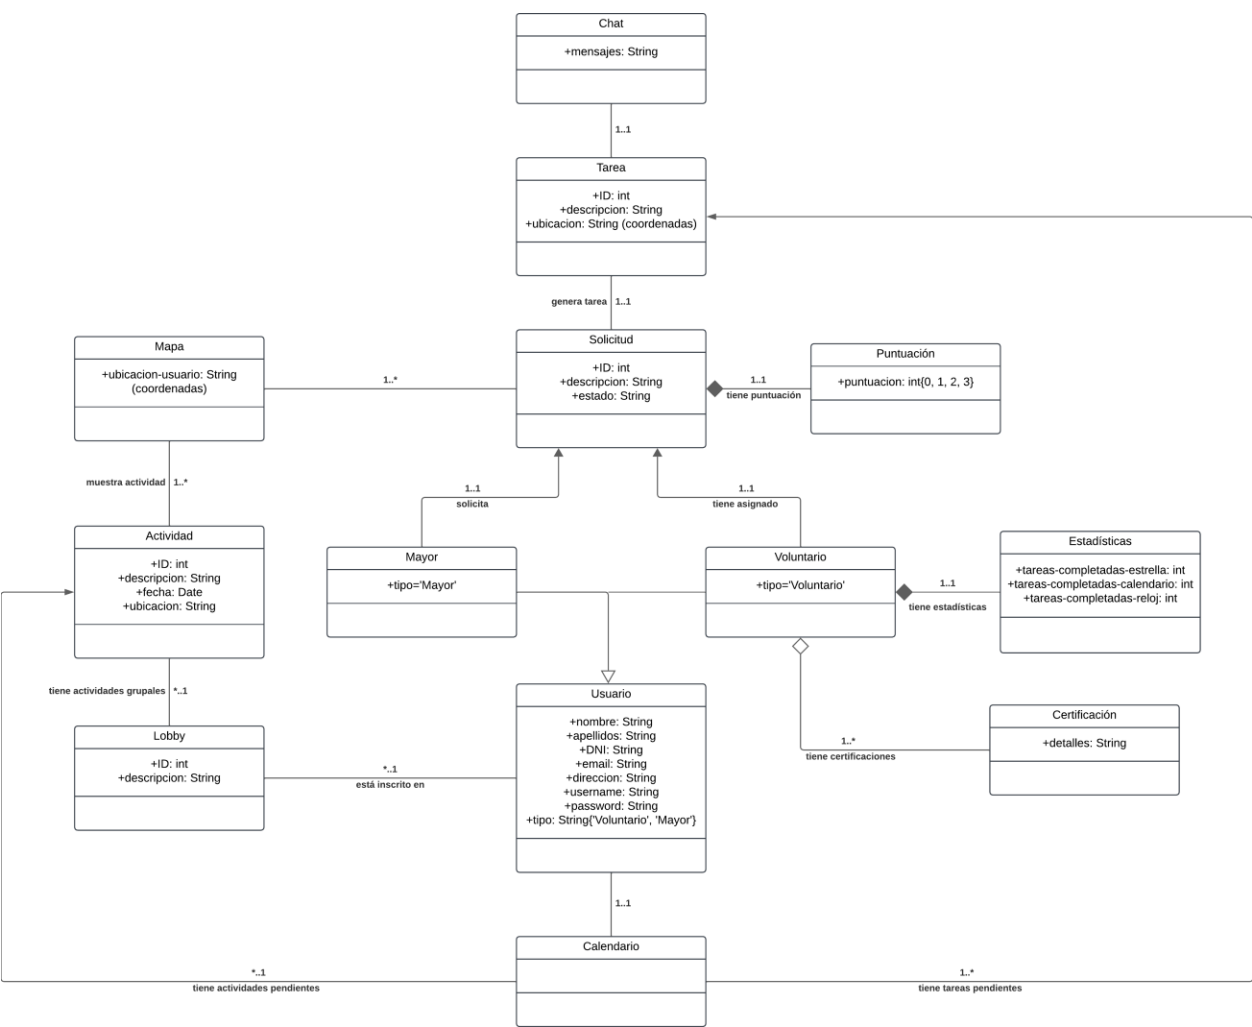 Chat
+mensajes: String
1..1
Tarea
+ID: int
+descripcion: String
+ubicacion: String (coordenadas)
genera tarea
1..1
Mapa
+ubicacion-usuario: String
(coordenadas)
1..*
Solicitud
+ID: int
+descripcion: String
+estado: String
1..1
tiene puntuación
Puntuación
+puntuacion: int{0, 1, 2, 3}
muestra actividad
1..*
1..1
solicita
1..1
tiene asignado
Actividad
+ID: int
+descripcion: String
+fecha: Date
+ubicacion: String
Mayor
+tipo='Mayor'
Voluntario
+tipo='Voluntario'
1..1
tiene estadísticas
Estadísticas
+tareas-completadas-estrella: int
+tareas-completadas-calendario: int
+tareas-completadas-reloj: int
tiene actividades grupales
*..1
Usuario
+nombre: String
+apellidos: String
+DNI: String
+email: String
+direccion: String
+username: String
+password: String
+tipo: String{'Voluntario', 'Mayor'}
1..*
tiene certificaciones
Certificación
+detalles: String
Lobby
+ID: int
+descripcion: String
*..1
está inscrito en
1..1
Calendario
*..1
tiene actividades pendientes
1..*
tiene tareas pendientes